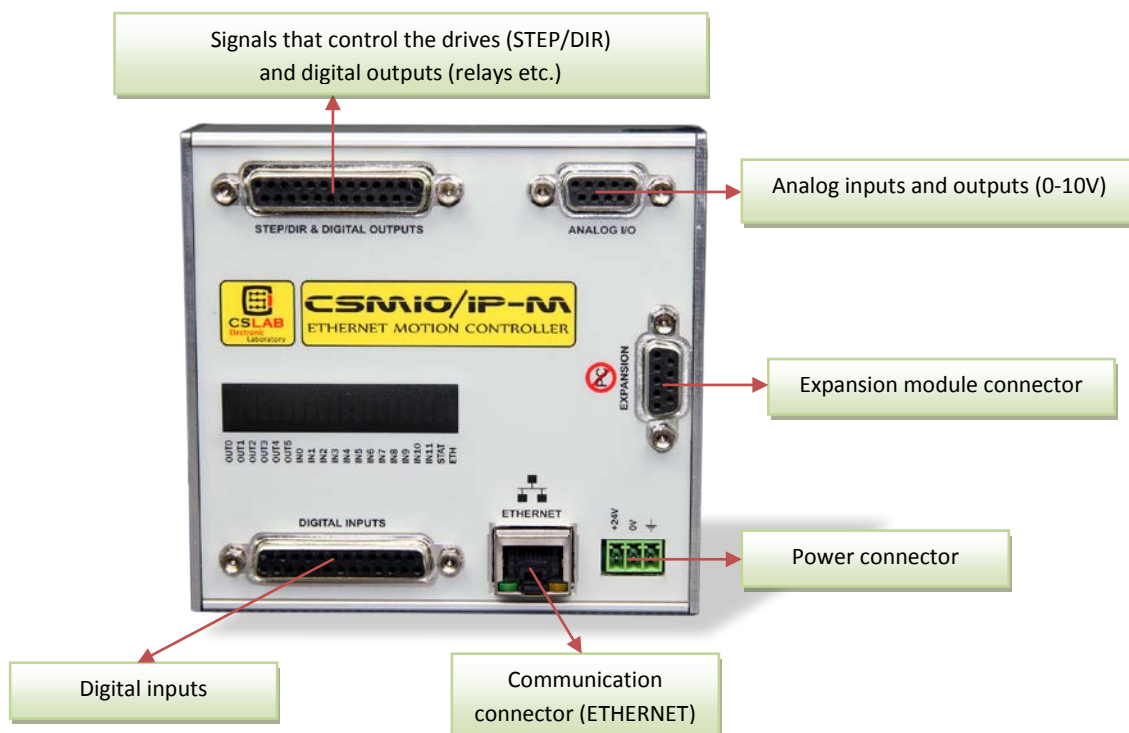 Signals that control the drives (STEP/DIR)
and digital outputs (relays etc.)
Analog inputs and outputs (0-10V)
STEP/DIR & DIGITAL OUTPUTS
ANALOG I/O
CSLAB
Electronic
Laboratory
CSMIO/IP-M
ETHERNET MOTION CONTROLLER
PC
EXPANSION
Expansion module connector
OUT0
OUT1
OUT2
OUT3
OUT4
OUT5
IN0
IN1
IN2
IN3
IN4
IN5
IN6
IN7
IN8
IN9
IN10
IN11
STAT
ETH
DIGITAL INPUTS
ETHERNET
+24V
0V
Power connector
Digital inputs
Communication
connector (ETHERNET)